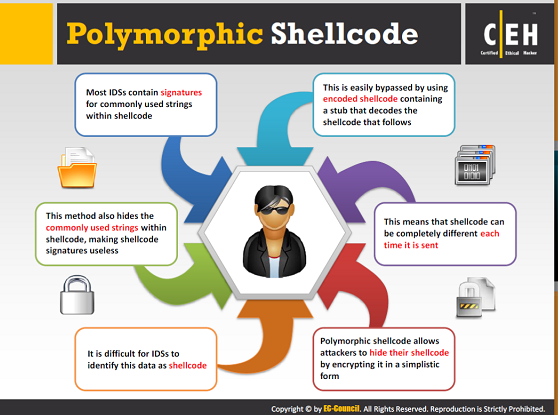 Polymorphic Shellcode
C|EH
Certified Ethical Hacker
Most IDSs contain signatures
for commonly used strings
within shellcode
This is easily bypassed by using
encoded shellcode containing
a stub that decodes the
shellcode that follows
This method also hides the
commonly used strings within
shellcode, making shellcode
signatures useless
This means that shellcode can
be completely different each
time it is sent
It is difficult for IDSs to
identify this data as shellcode
Polymorphic shellcode allows
attackers to hide their shellcode
by encrypting it in a simplistic
form
Copyright © by EG-Council. All Rights Reserved. Reproduction is Strictly Prohibited.